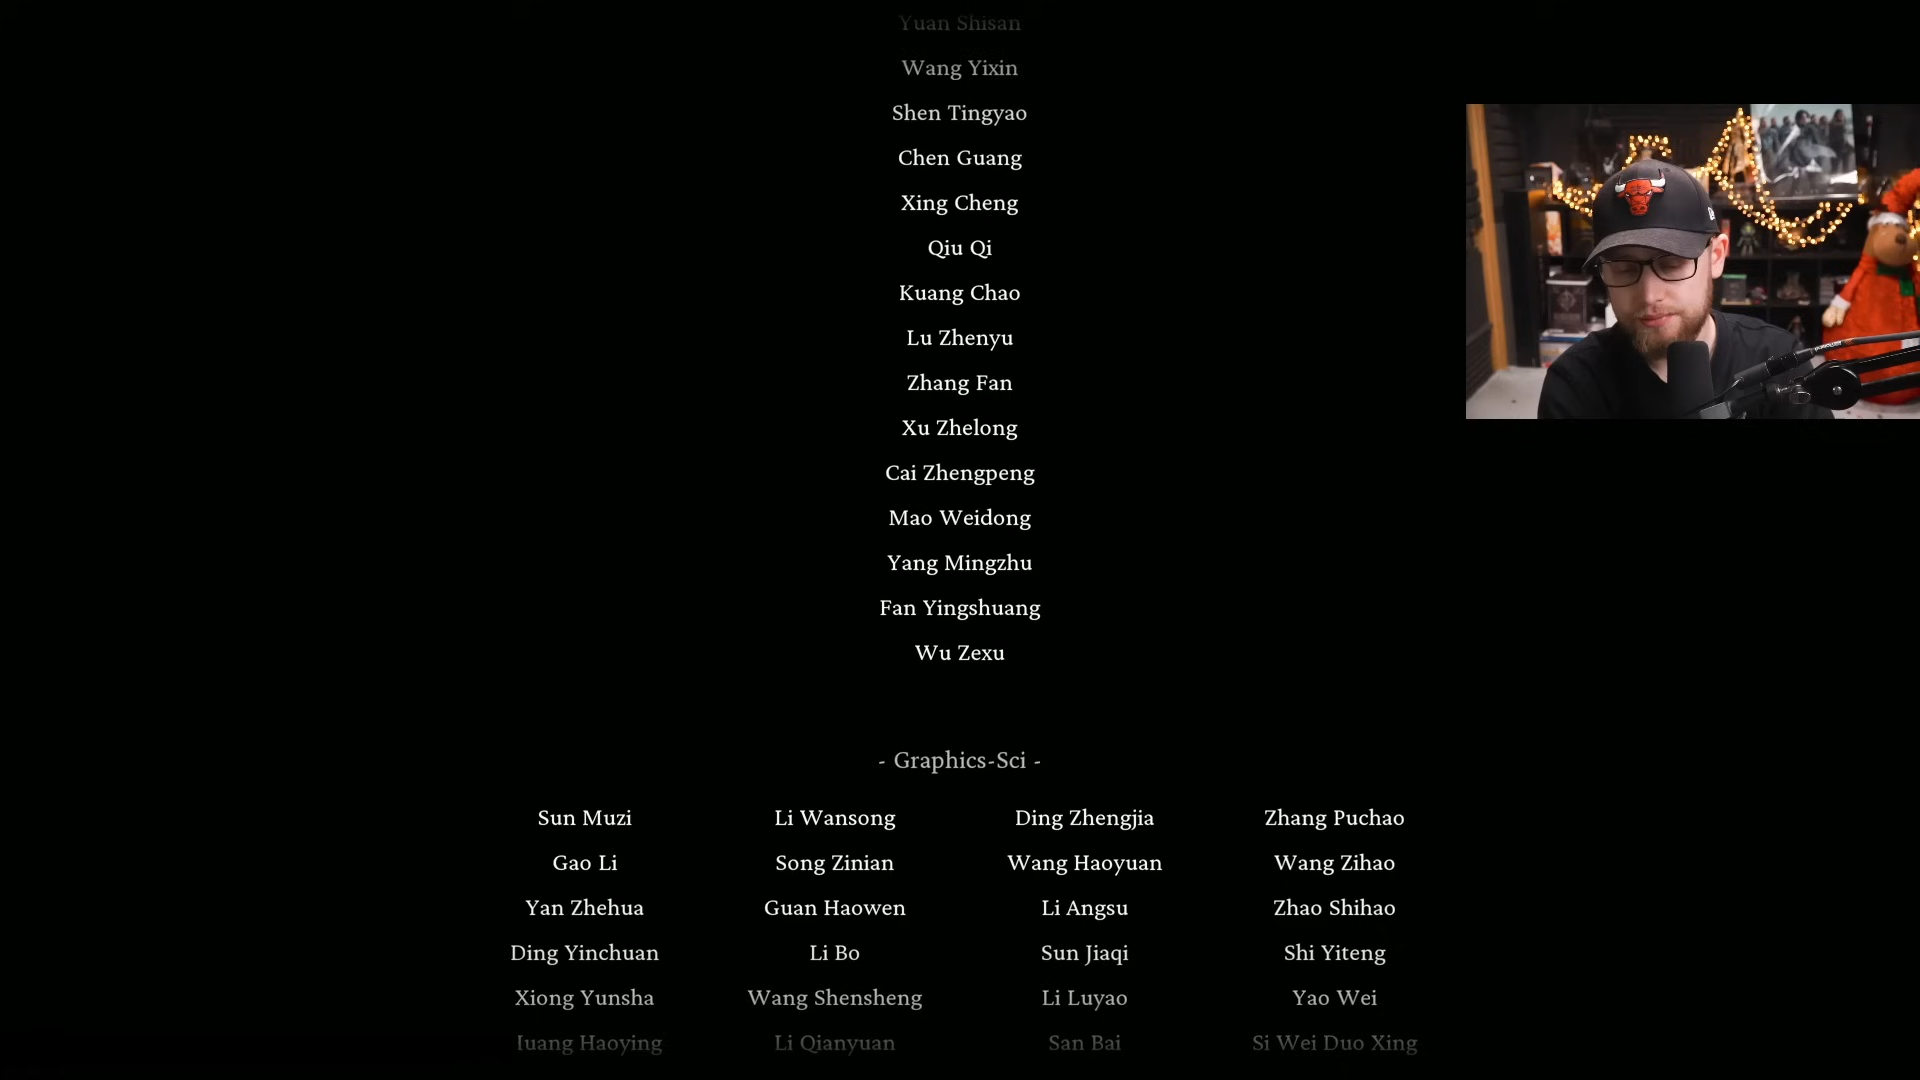 Yuan Shisan
Wang Yixin
Shen Tingyao
Chen Guang
Xing Cheng
Qiu Qi
Kuang Chao
Lu Zhenyu
Zhang Fan
Xu Zhelong
Cai Zhengpeng
Mao Weidong
Yang Mingzhu
Fan Yingshuang
Wu Zexu
- Graphics-Sci -
Sun Muzi Li Wansong Ding Zhengjia Zhang Puchao
Gao Li Song Zinian Wang Haoyuan Wang Zihao
Yan Zhehua Guan Haowen Li Angsu Zhao Shihao
Ding Yinchuan Li Bo Sun Jiaqi Shi Yiteng
Xiong Yunsha Wang Shensheng Li Luyao Yao Wei
Haoying Li Qianyuan San Bai Si Wei Duo Xing